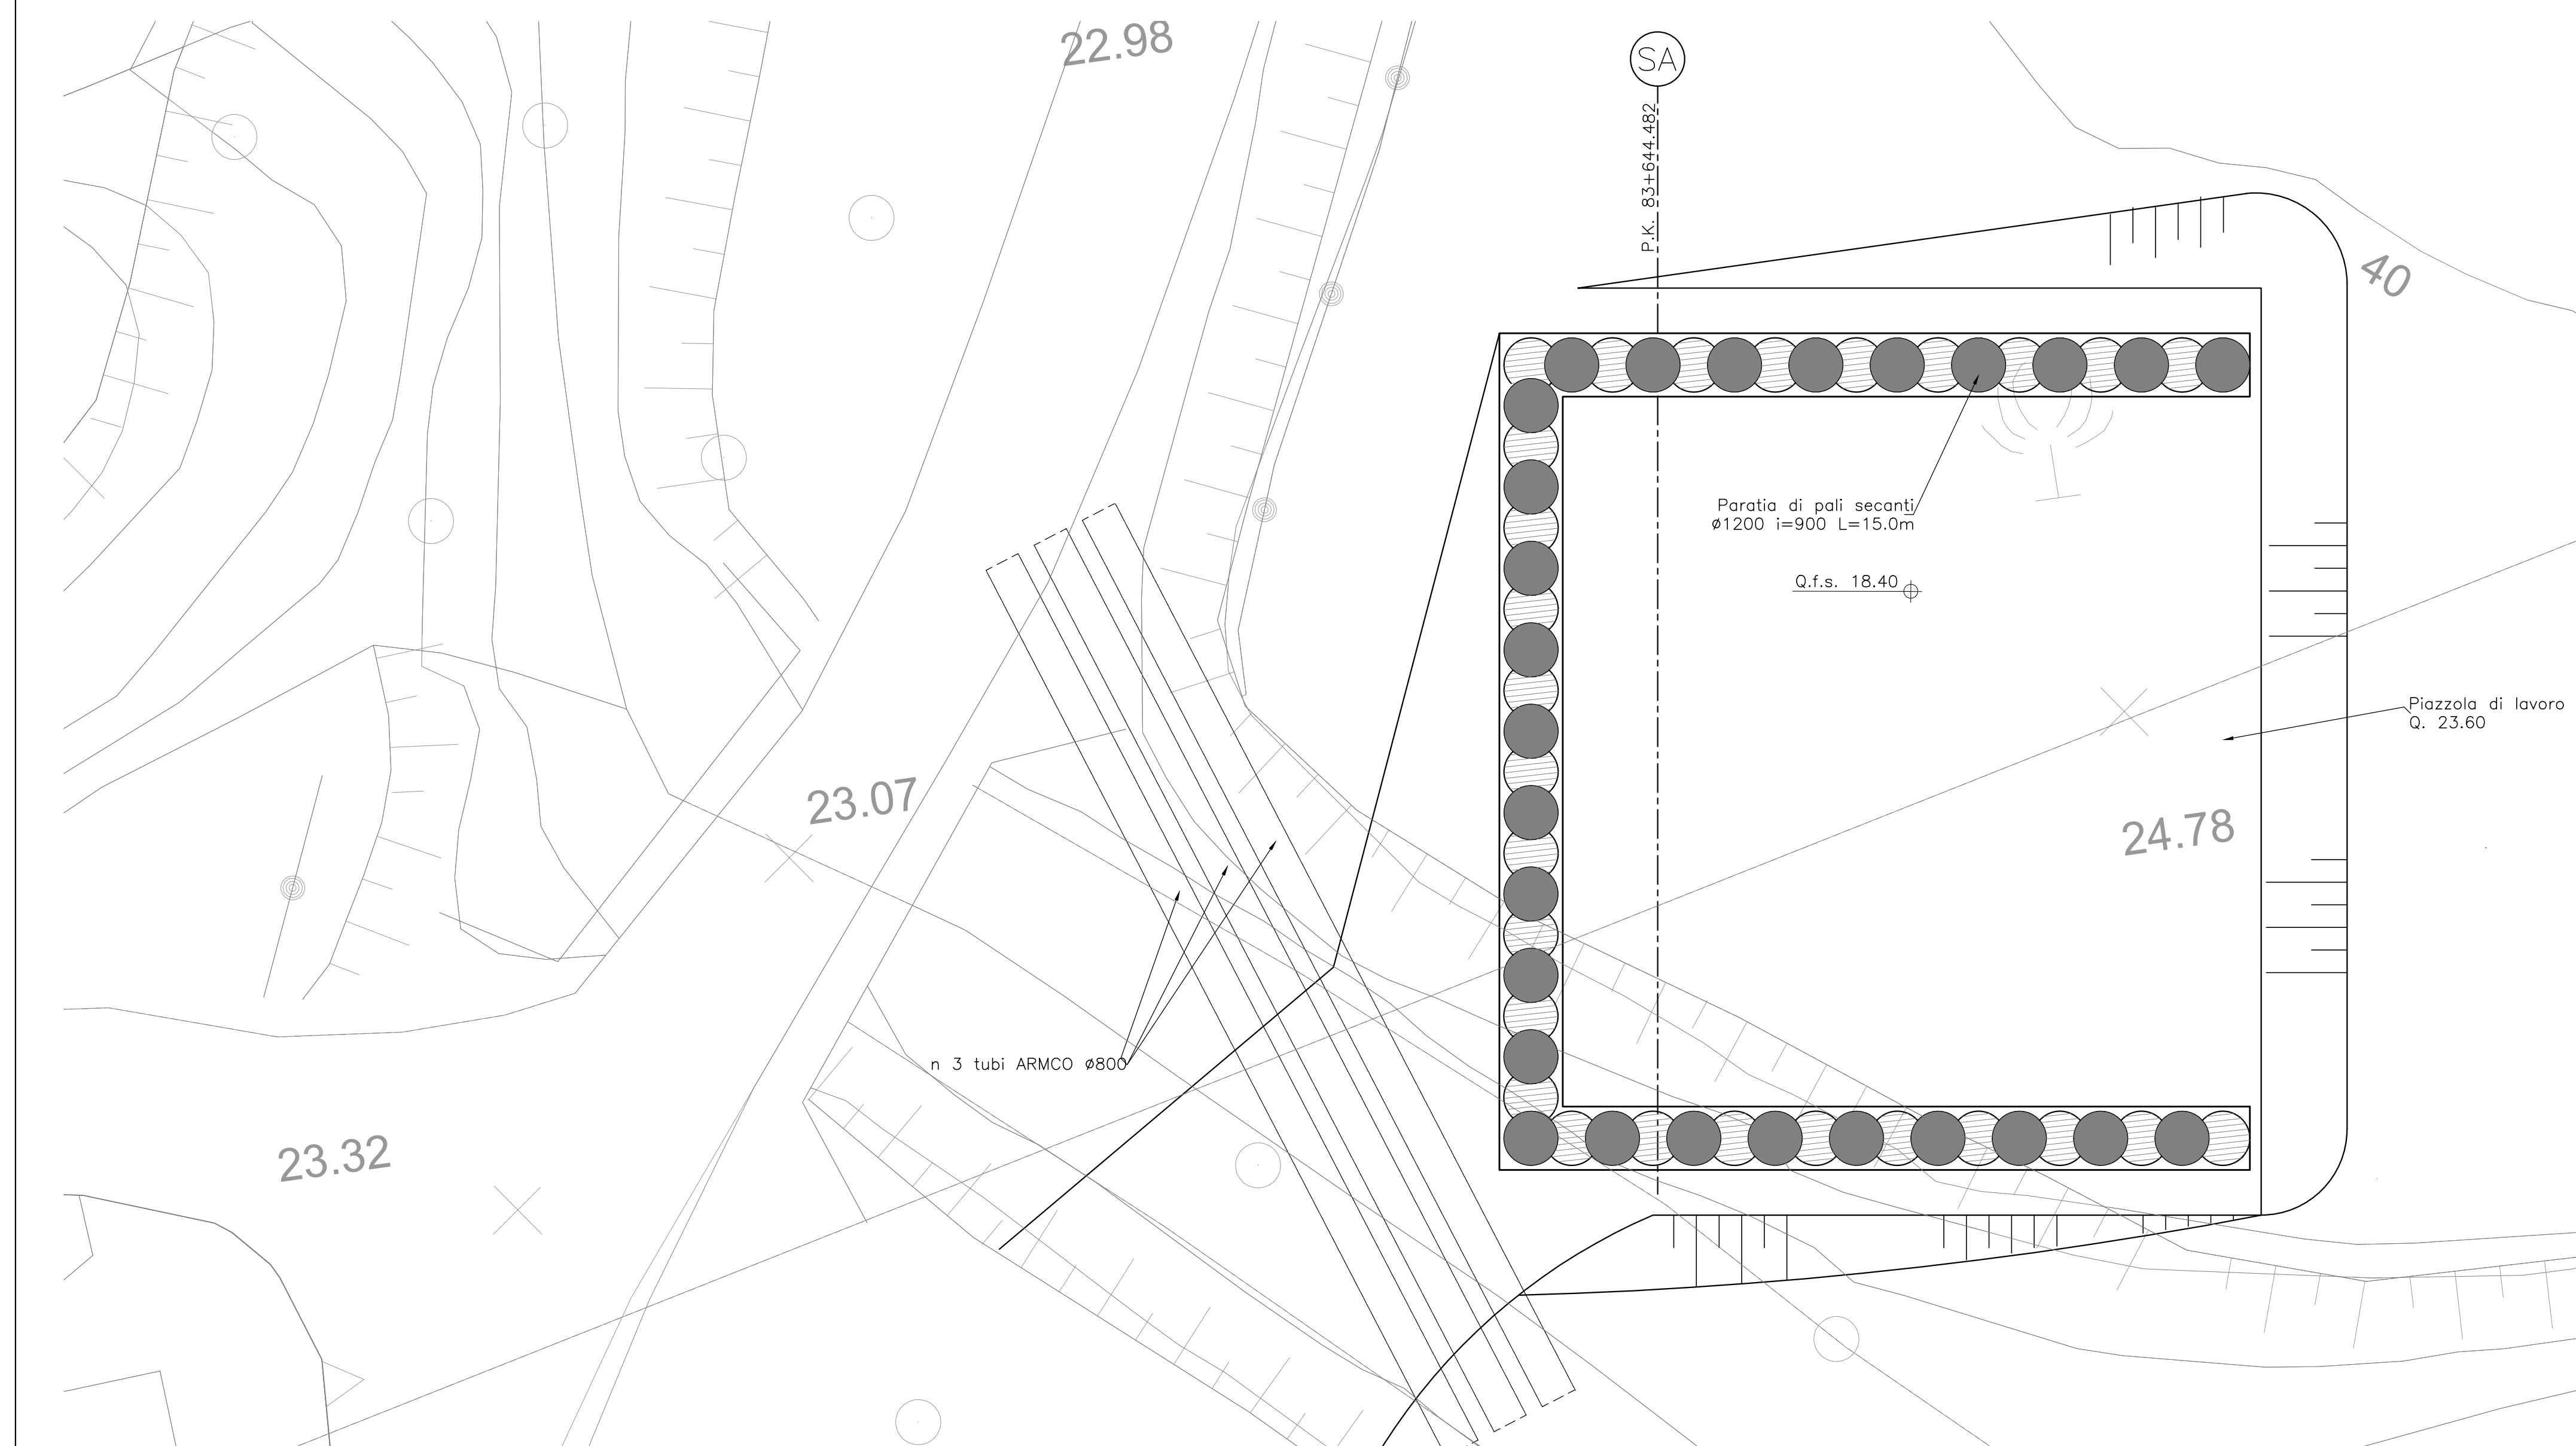 22.98
SA
P.K. 83+644.482
40
Paratia di pali secanti
ø1200 i=900 L=15.0m
Q.f.s. 18.40
Piazzola di lavoro
Q. 23.60
23.07
24.78
n 3 tubi ARMCO ø800
23.32